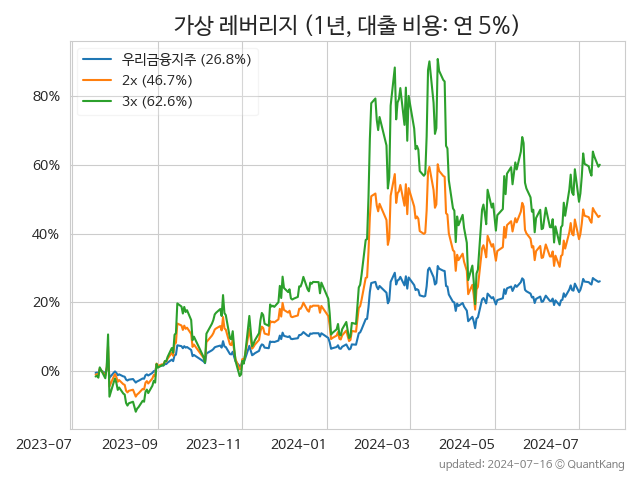 가상 레버리지 (1년, 대출 비용: 연 5%)
우리금융지주 (26.8%)
2x (46.7%)
3x (62.6%)
80%
60%
40%
20%
0%
2023-07 2023-09 2023-11 2024-01 2024-03 2024-05 2024-07
updated: 2024-07-16 © QuantKang